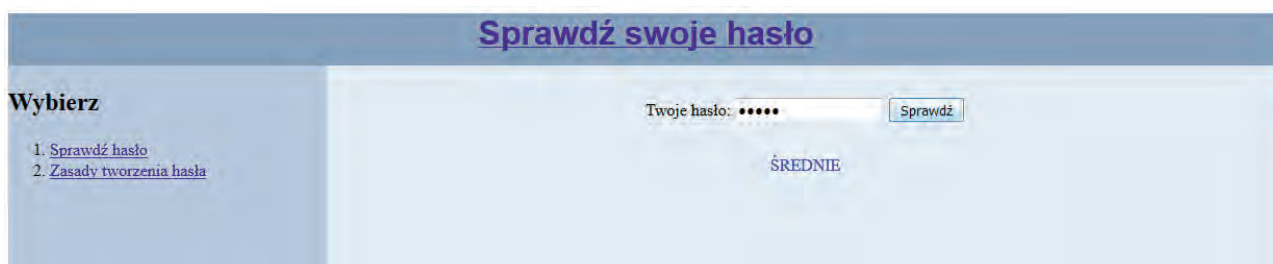 Sprawdź swoje hasło
Wybierz
1. Sprawdź hasło
2. Zasady tworzenia hasła
Twoje hasło: ••••• Sprawdź
ŚREDNIE